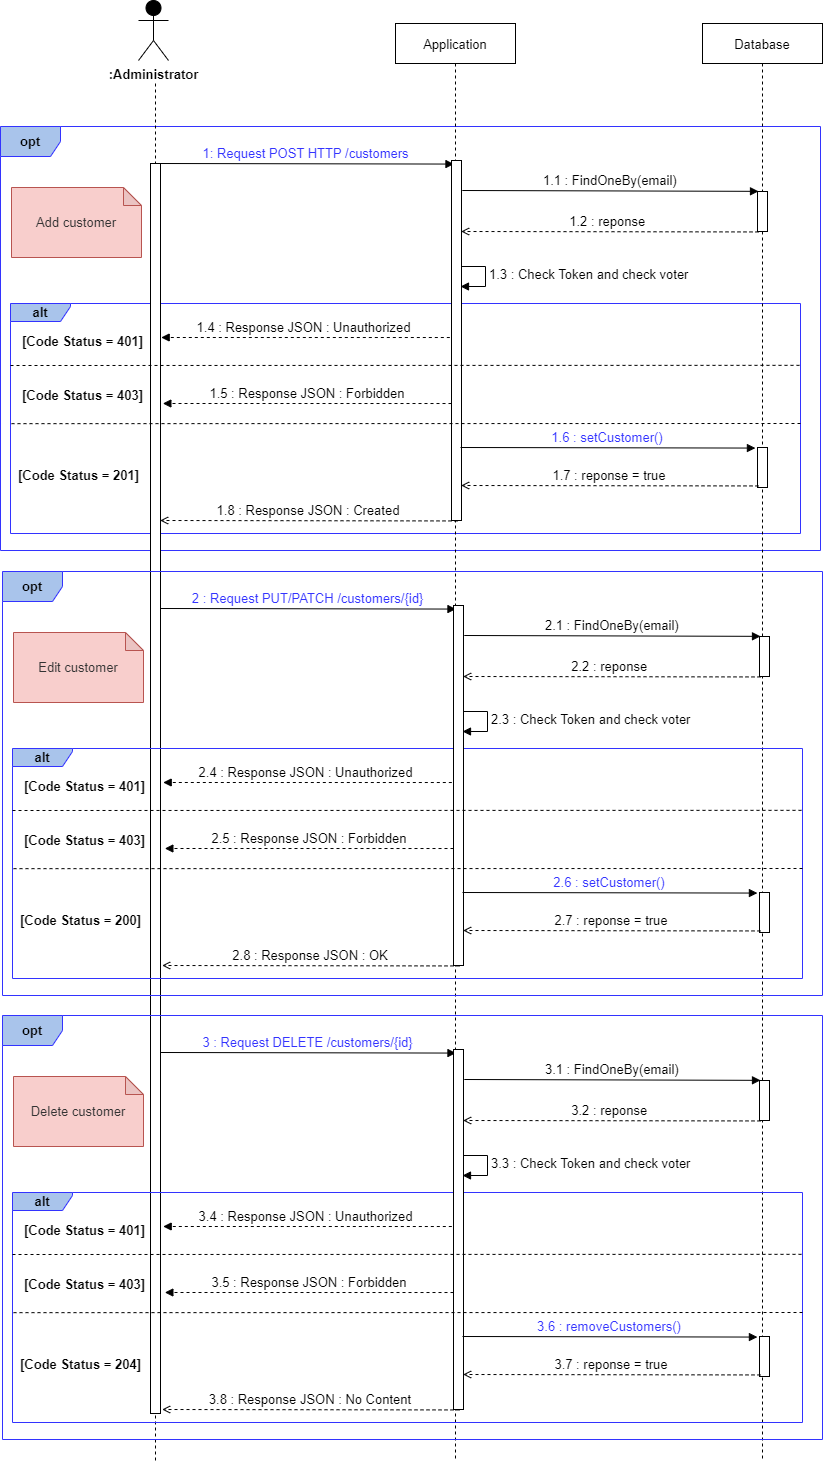 :Administrator
Application
Database
opt
1: Request POST HTTP /customers
1.1 : FindOneBy(email)
Add customer
1.2 : reponse
1.3 : Check Token and check voter
alt
1.4 : Response JSON : Unauthorized
[Code Status = 401]
1.5 : Response JSON : Forbidden
[Code Status = 403]
1.6 : setCustomer()
[Code Status = 201]
1.7 : reponse = true
1.8 : Response JSON : Created
opt
2 : Request PUT/PATCH /customers/{id}
2.1 : FindOneBy(email)
Edit customer
2.2 : reponse
2.3 : Check Token and check voter
alt
2.4 : Response JSON : Unauthorized
[Code Status = 401]
2.5 : Response JSON : Forbidden
[Code Status = 403]
2.6 : setCustomer()
[Code Status = 200]
2.7 : reponse = true
2.8 : Response JSON : OK
opt
3 : Request DELETE /customers/{id}
3.1 : FindOneBy(email)
Delete customer
3.2 : reponse
3.3 : Check Token and check voter
alt
3.4 : Response JSON : Unauthorized
[Code Status = 401]
3.5 : Response JSON : Forbidden
[Code Status = 403]
3.6 : removeCustomers()
[Code Status = 204]
3.7 : reponse = true
3.8 : Response JSON : No Content